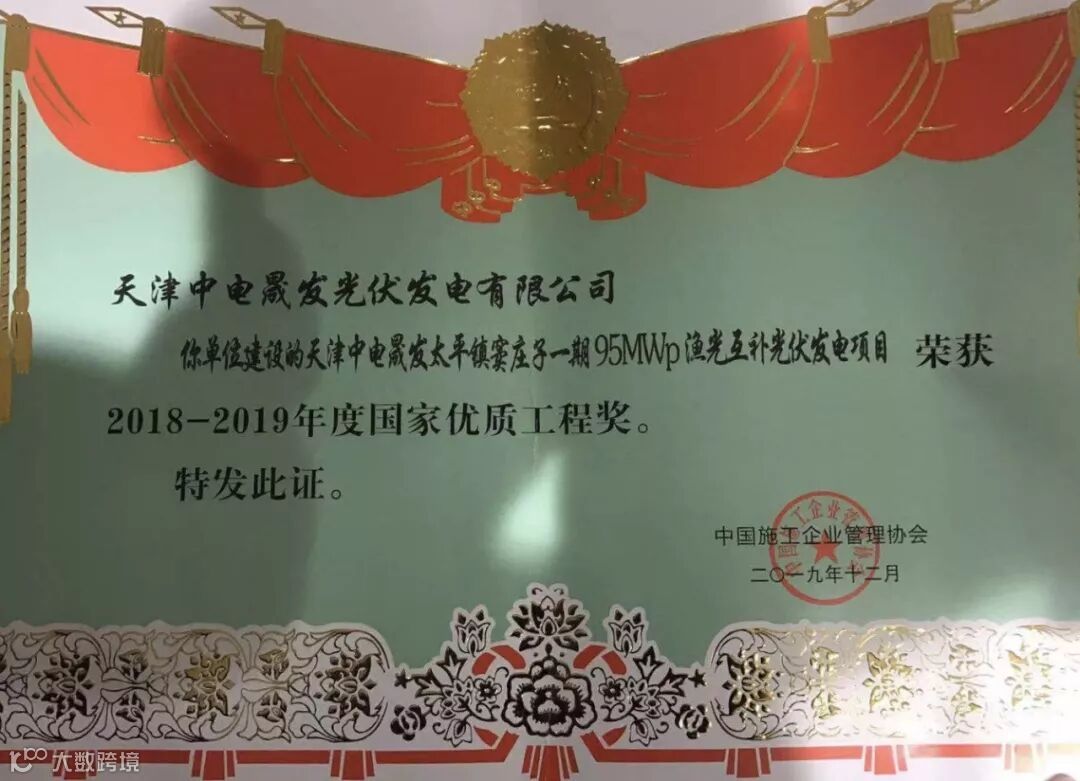 天津中电晟发光伏发电有限公司
你单位建设的天津中电晟发太平镇窦庄子一期95MWp渔光互补光伏发电项目 荣获
2018-2019年度国家优质工程奖。
特发此证。
中国施工企业管理协会
二〇一九年十二月
大数跨境